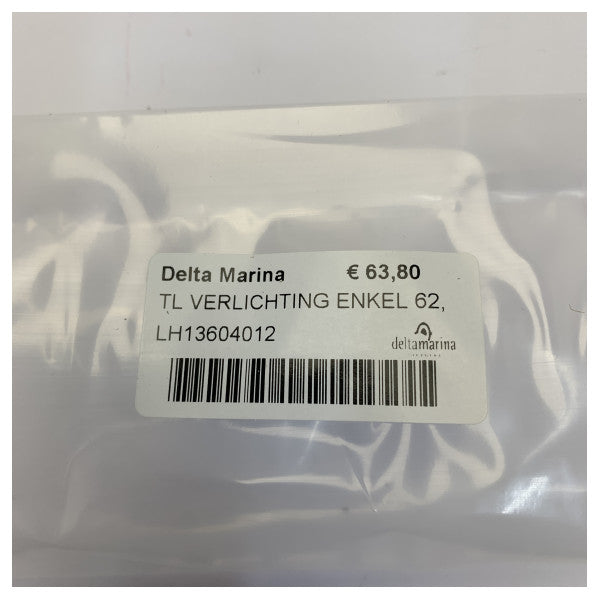 Delta Marina € 63,80
TL VERLICHTING ENKEL 62,
LH13604012
deltamarina